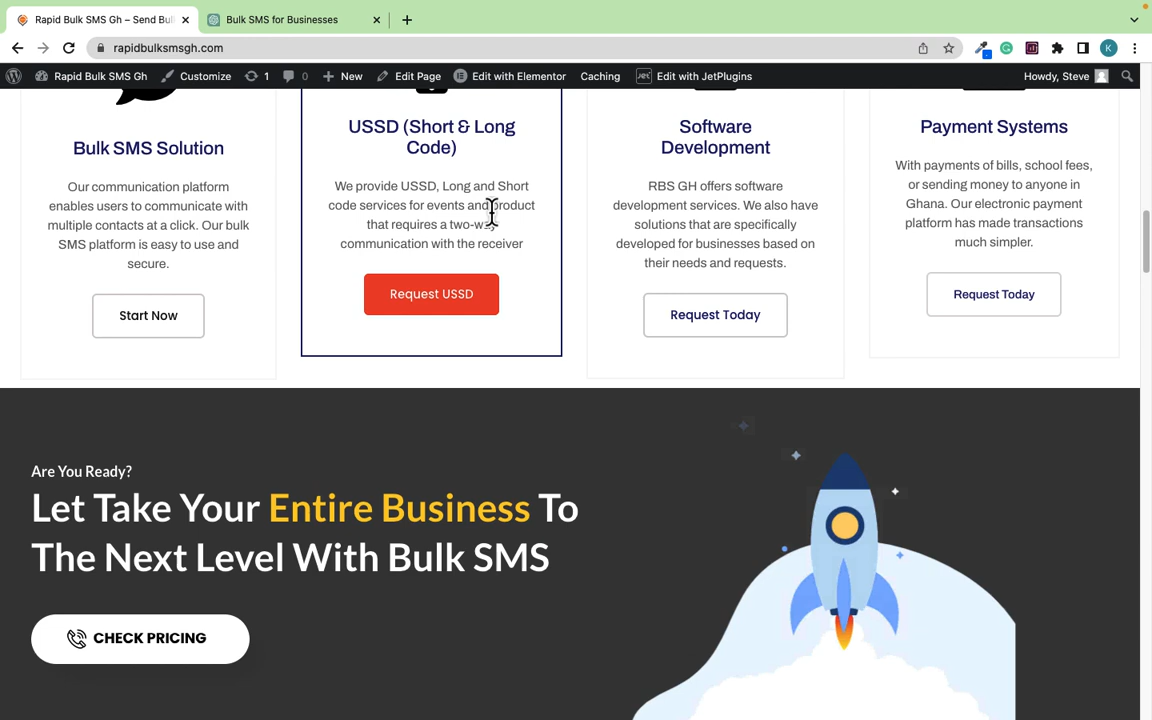 Rapid Bulk SMS Gh – Send Bul
Bulk SMS for Businesses
rapidbulksmsgh.com
K
Rapid Bulk SMS Gh
Customize
1
0
New
Edit Page
Edit with Elementor
Caching
Edit with JetPlugins
Howdy, Steve
Bulk SMS Solution
Our communication platform
enables users to communicate with
multiple contacts at a click. Our bulk
SMS platform is easy to use and
secure.
Start Now
USSD (Short & Long
Code)
We provide USSD, Long and Short
code services for events and product
that requires a two-way
communication with the receiver
Request USSD
Software
Development
RBS GH offers software
development services. We also have
solutions that are specifically
developed for businesses based on
their needs and requests.
Request Today
Payment Systems
With payments of bills, school fees,
or sending money to anyone in
Ghana. Our electronic payment
platform has made transactions
much simpler.
Request Today
Are You Ready?
Let Take Your Entire Business To
The Next Level With Bulk SMS
CHECK PRICING